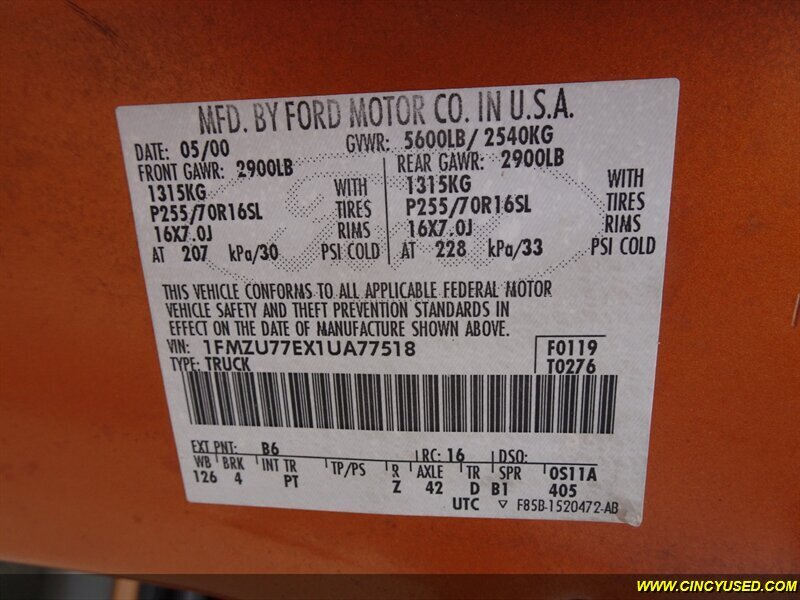 MFD. BY FORD MOTOR CO. IN U.S.A.
DATE: 05/00 GVWR: 5600LB/ 2540KG
FRONT GAWR: 2900LB REAR GAWR: 2900LB
1315KG WITH 1315KG WITH
P255/70R16SL TIRES P255/70R16SL TIRES
16X7.0J RIMS 16X7.0J RIMS
AT 207 kPa/30 PSI COLD AT 228 kPa/33 PSI COLD
THIS VEHICLE CONFORMS TO ALL APPLICABLE FEDERAL MOTOR
VEHICLE SAFETY AND THEFT PREVENTION STANDARDS IN
EFFECT ON THE DATE OF MANUFACTURE SHOWN ABOVE.
VIN: 1FMZU77EX1UA77518 F0119
TYPE: TRUCK T0276
EXT PNT: B6 RC: 16 DSO:
WB BRK INT TR TP/PS R AXLE TR SPR 0S11A
126 4 PT Z 42 D B1 405
UTC ▽ F85B-1520472-AB
WWW.CINCYUSED.COM